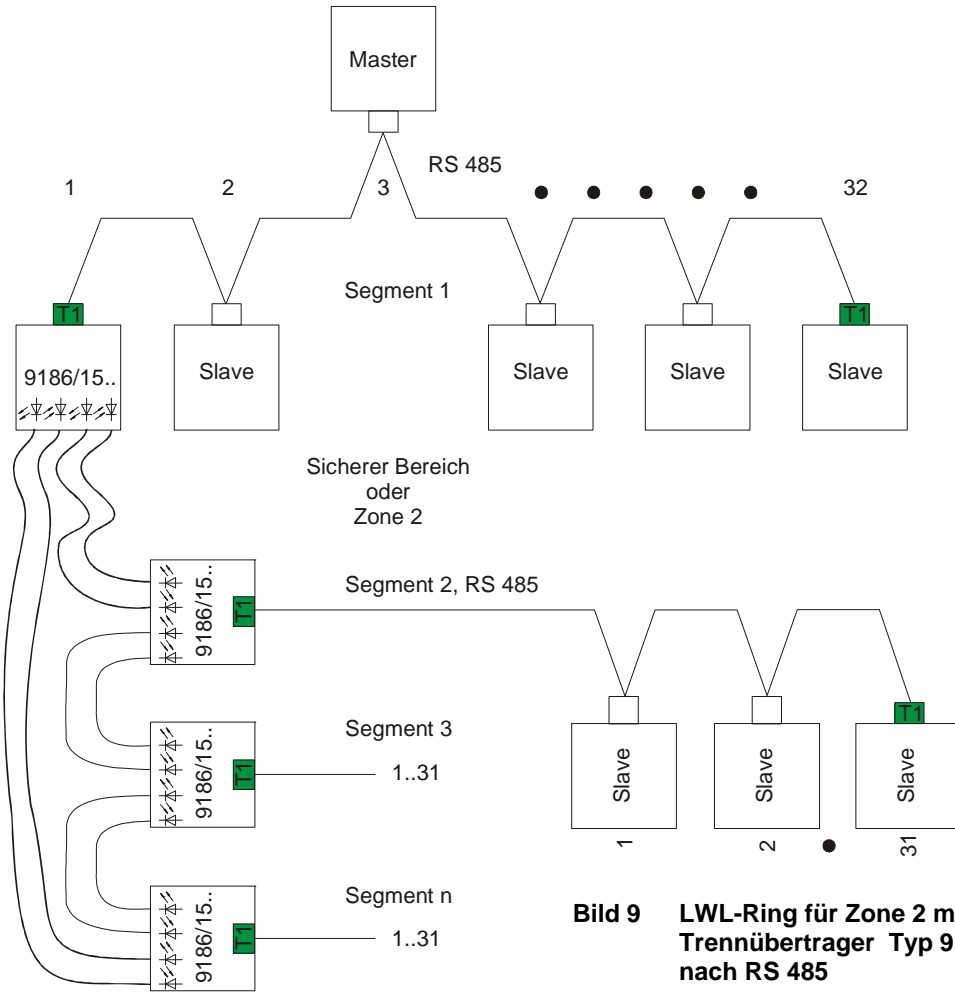 Master
RS 485
1
2
3
32
Segment 1
T1
T1
9186/15..
Slave
Slave
Slave
Slave
Sicherer Bereich
oder
Zone 2
Segment 2, RS 485
9186/15..
T1
T1
Slave
Slave
Slave
1
2
31
Segment 3
9186/15..
T1
1..31
Segment n
9186/15..
T1
1..31
Bild 9 LWL-Ring für Zone 2 m
Trennübertrager Typ 9
nach RS 485